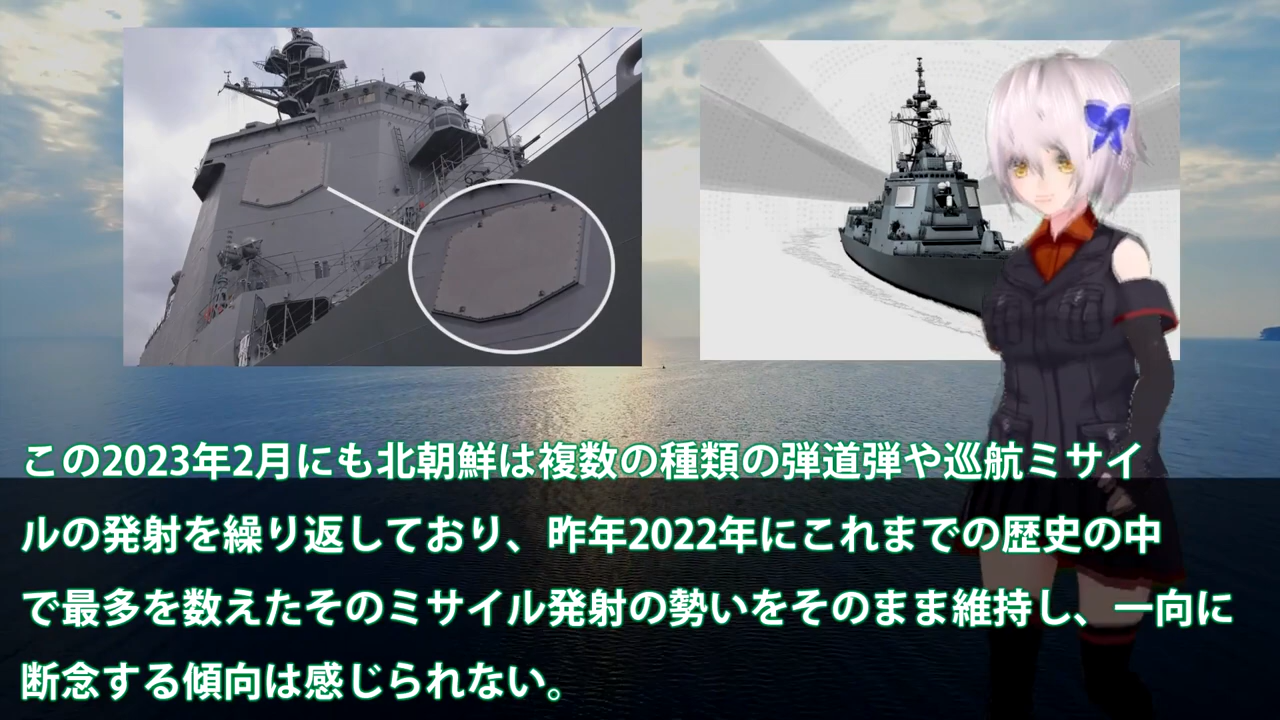 この2023年2月にも北朝鮮は複数の種類の弾道弾や巡航ミサイ
ルの発射を繰り返しており、昨年2022年にこれまでの歴史の中
で最多を数えたそのミサイル発射の勢いをそのまま維持し、一向に
断念する傾向は感じられない。